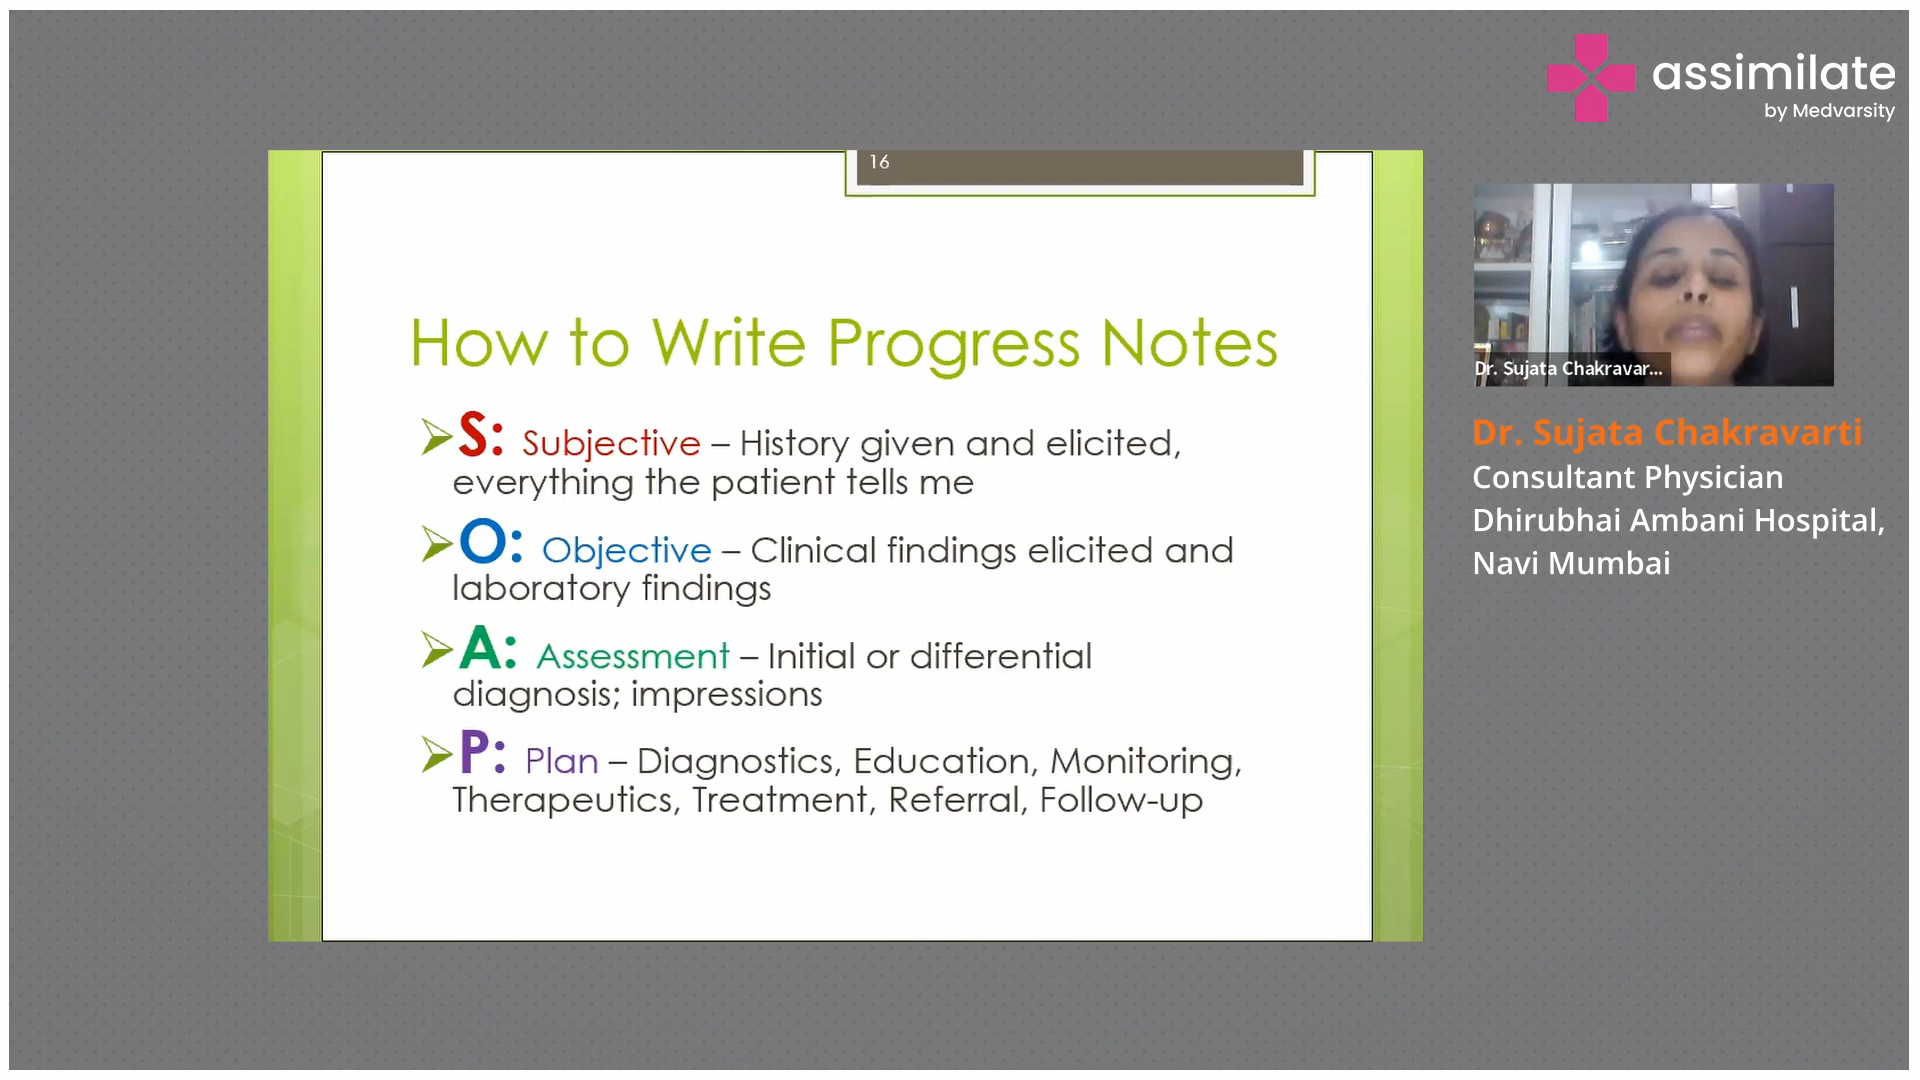 assimilate
by Medvarsity
16
How to Write Progress Notes
S: Subjective – History given and elicited,
everything the patient tells me
O: Objective – Clinical findings elicited and
laboratory findings
A: Assessment – Initial or differential
diagnosis; impressions
P: Plan – Diagnostics, Education, Monitoring,
Therapeutics, Treatment, Referral, Follow-up
Dr. Sujata Chakravar...
Dr. Sujata Chakravarti
Consultant Physician
Dhirubhai Ambani Hospital,
Navi Mumbai